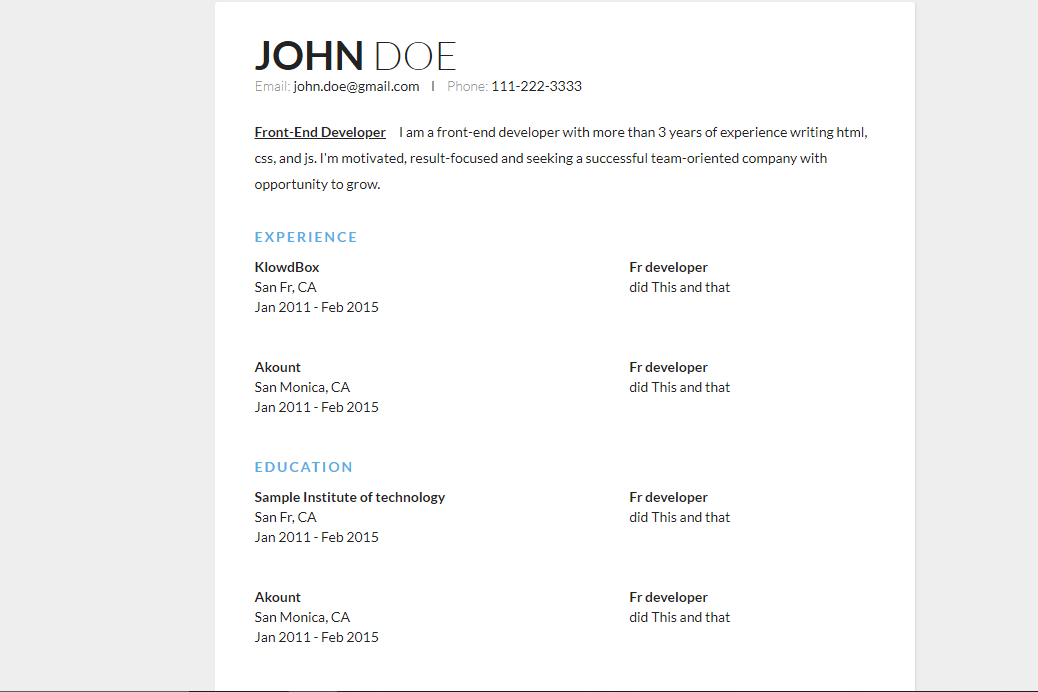 JOHN DOE
Email: john.doe@gmail.com | Phone: 111-222-3333
Front-End Developer I am a front-end developer with more than 3 years of experience writing html,
css, and js. I'm motivated, result-focused and seeking a successful team-oriented company with
opportunity to grow.
EXPERIENCE
KlowdBox
San Fr, CA
Jan 2011 - Feb 2015
Fr developer
did This and that
Akount
San Monica, CA
Jan 2011 - Feb 2015
Fr developer
did This and that
EDUCATION
Sample Institute of technology
San Fr, CA
Jan 2011 - Feb 2015
Fr developer
did This and that
Akount
San Monica, CA
Jan 2011 - Feb 2015
Fr developer
did This and that